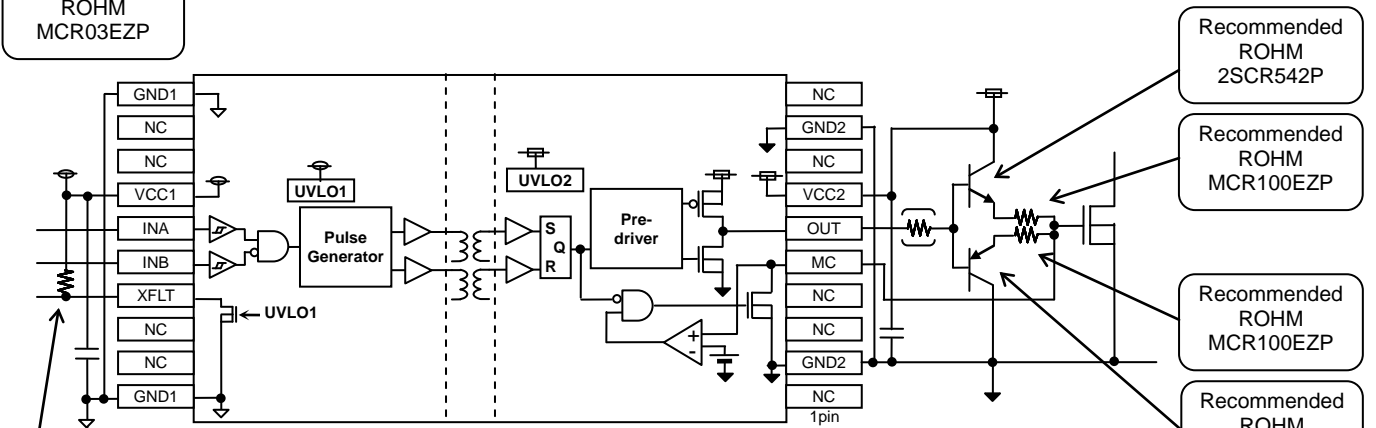 ROHM
MCR03EZP
Recommended
ROHM
2SCR542P
Recommended
ROHM
MCR100EZP
Recommended
ROHM
MCR100EZP
Recommended
ROHM
GND1
NC
NC
VCC1
INA
INB
XFLT
NC
NC
GND1
UVLO1
Pulse
Generator
UVLO1
UVLO2
S
Q
R
Pre-
driver
+
-
NC
GND2
NC
VCC2
OUT
MC
NC
NC
GND2
NC
1pin